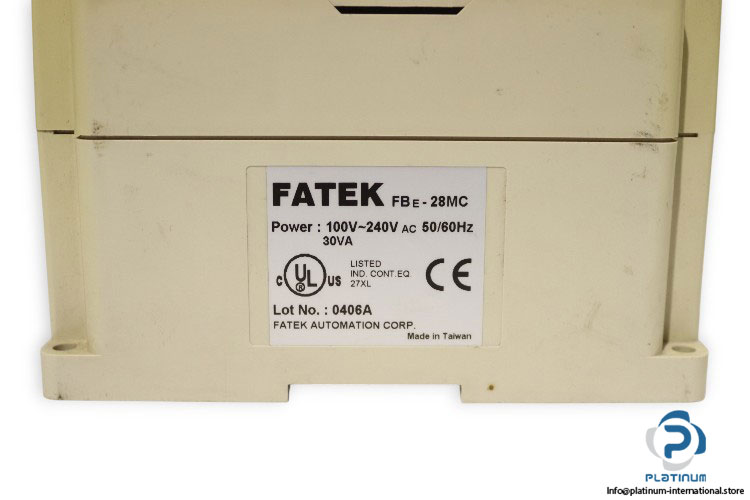 FATEK FBE-28MC
Power : 100V~240V AC 50/60Hz
30VA
C UL ® US
LISTED
IND. CONT.EQ.
27XL
CE
Lot No. : 0406A
FATEK AUTOMATION CORP.
Made in Taiwan
P
PLATINUM
Info@platinum-international.store